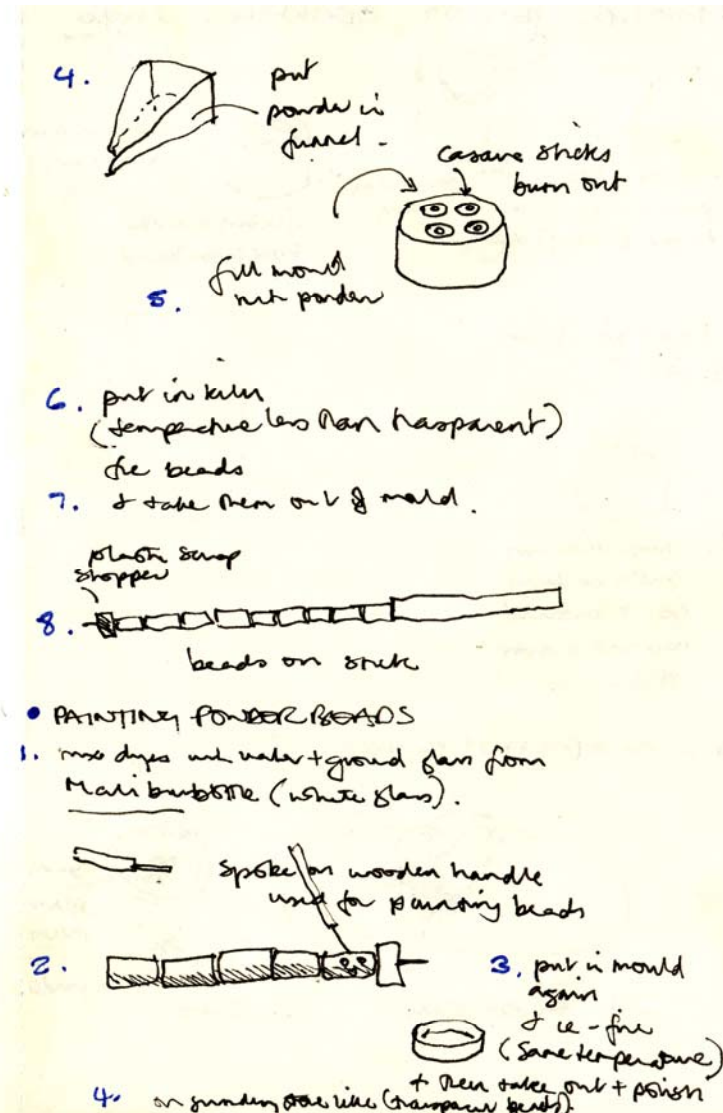 4.
put
powder in
funnel.
casave sticks
burn out
5.
fill mould
with powder
6. put in kiln
(temperature less than trasparent)
fire beads
7. + take them out of mould.
plastic scrap
stopper
8.
beads on stick
• PAINTING POWDER BEADS
1. mix dyes with water + ground glass from
Malibu bottle (white glass).
spoke on wooden handle
used for painting beads
2.
3. put in mould
again
+ re-fire
(same temperature)
+ then take out + polish
4. on grinding stone like (transparent beads).